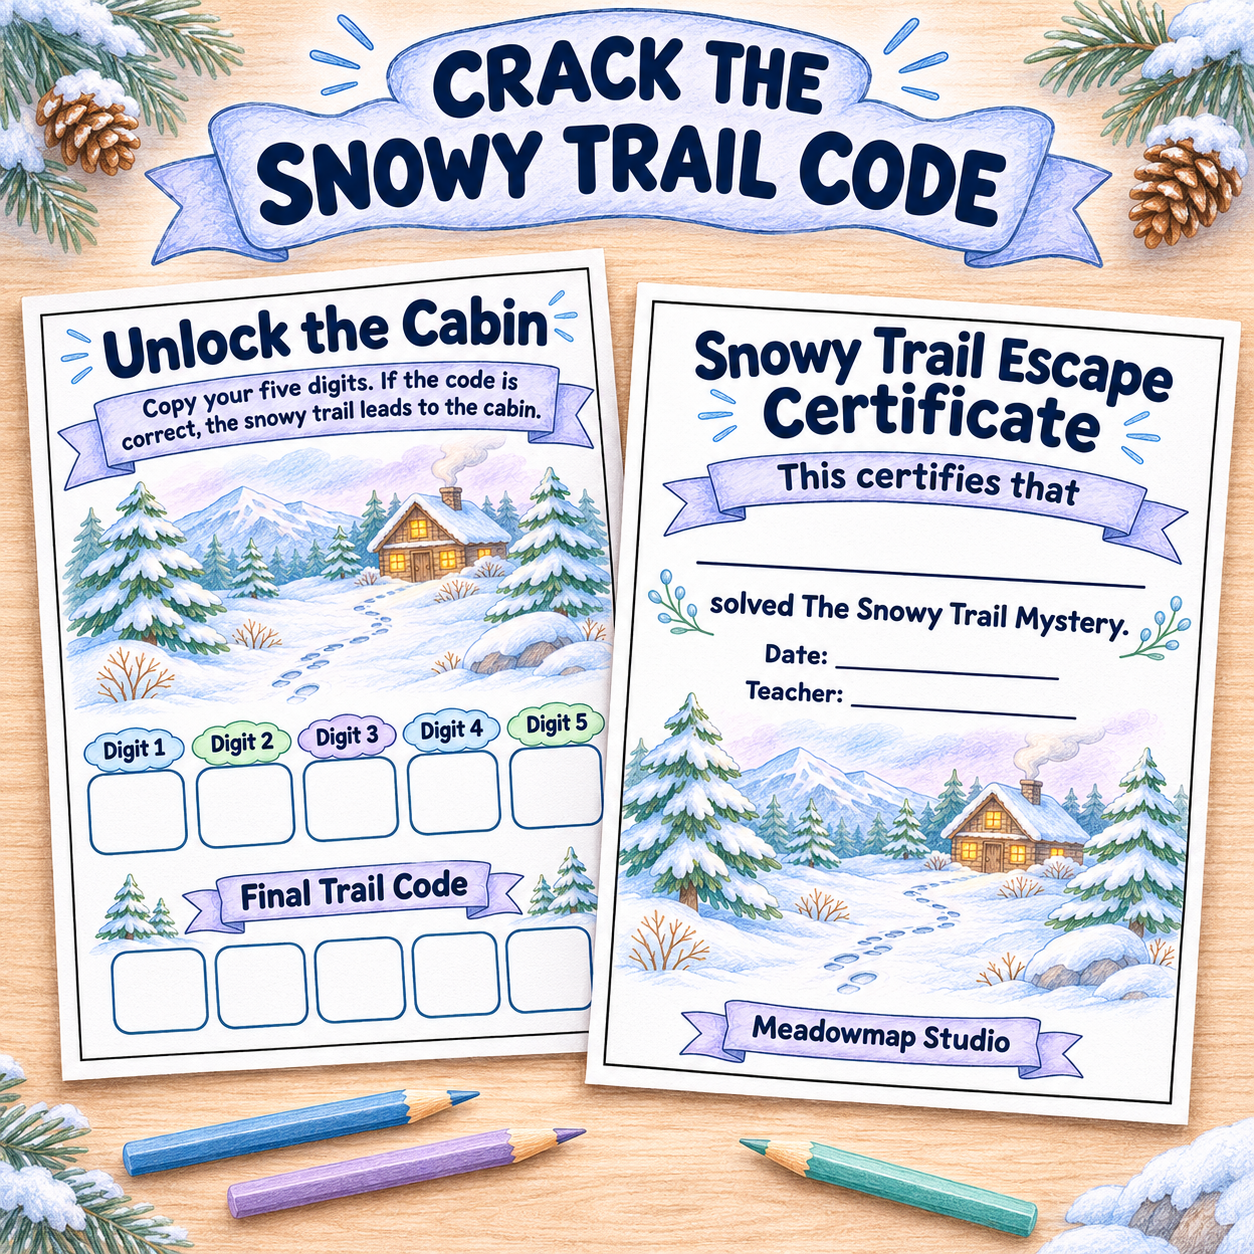 CRACK THE
SNOWY TRAIL CODE
Unlock the Cabin
Copy your five digits. If the code is
correct, the snowy trail leads to the cabin.
Digit 1
Digit 2
Digit 3
Digit 4
Digit 5
Final Trail Code
Snowy Trail Escape
Certificate
This certifies that
solved The Snowy Trail Mystery.
Date:
Teacher:
Meadowmap Studio